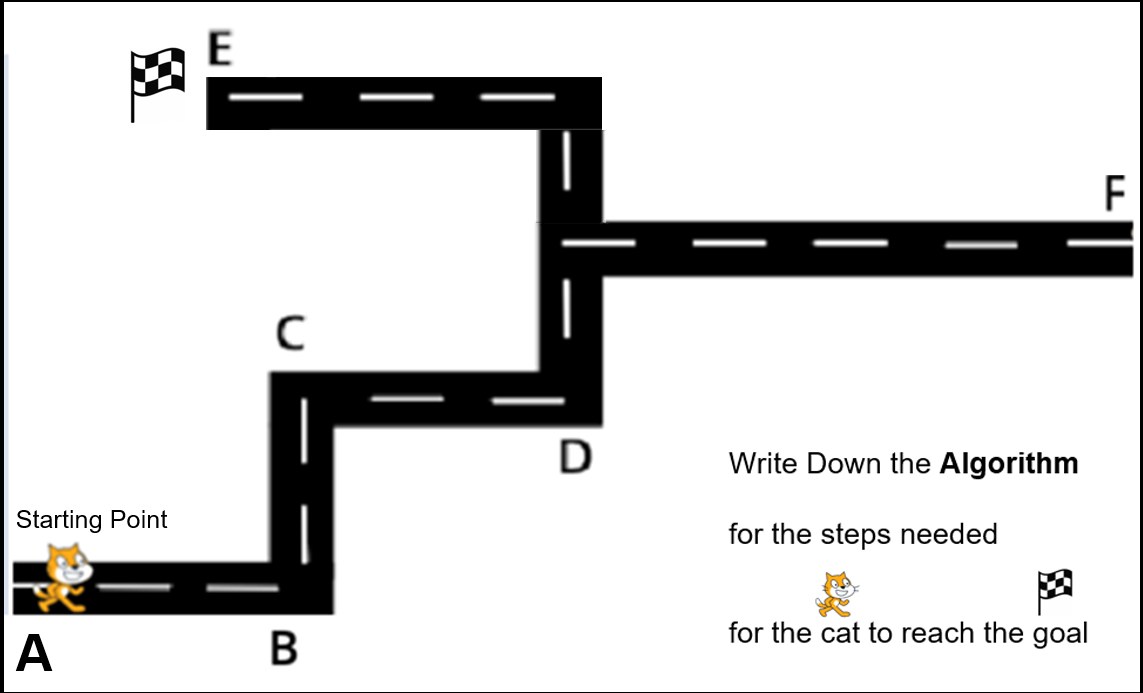 E
F
C
D
Write Down the Algorithm
for the steps needed
for the cat to reach the goal
Starting Point
A
B